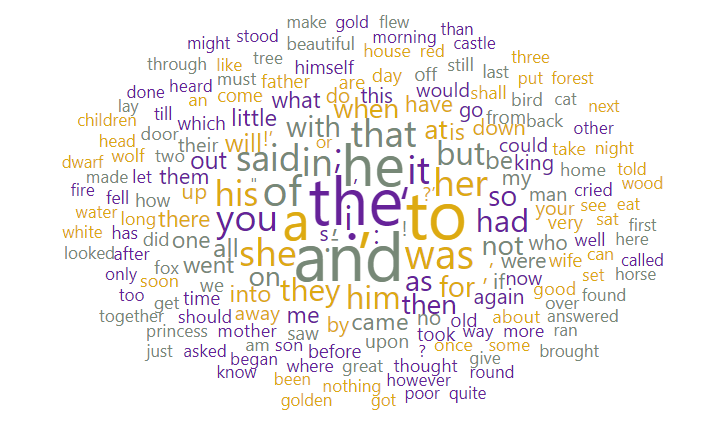 make gold flew
might stood beautiful morning than
through like tree house red castle
done heard must father himself are day off still last three
lay an come what do this would shall put forest
children till which little when have go bird cat next
head door their will !'. or with that at is down from back other
dwarf wolf two out said in ; he it but be king could take night
made let them " , her my home told
fire fell how up his of the ' ?' so man cried wood
water long there you a , i to had your see eat
white has did one all s : - . , : ! not who very sat first
looked after she and was were well here
only fox went on ' , if now wife can called
too soon we into they him as for good set horse
get time away me then again over found
together should by came no old about answered
princess mother saw upon took way more ran
just asked am son before ? once some brought
began where great thought give
know been nothing however round
golden got poor quite